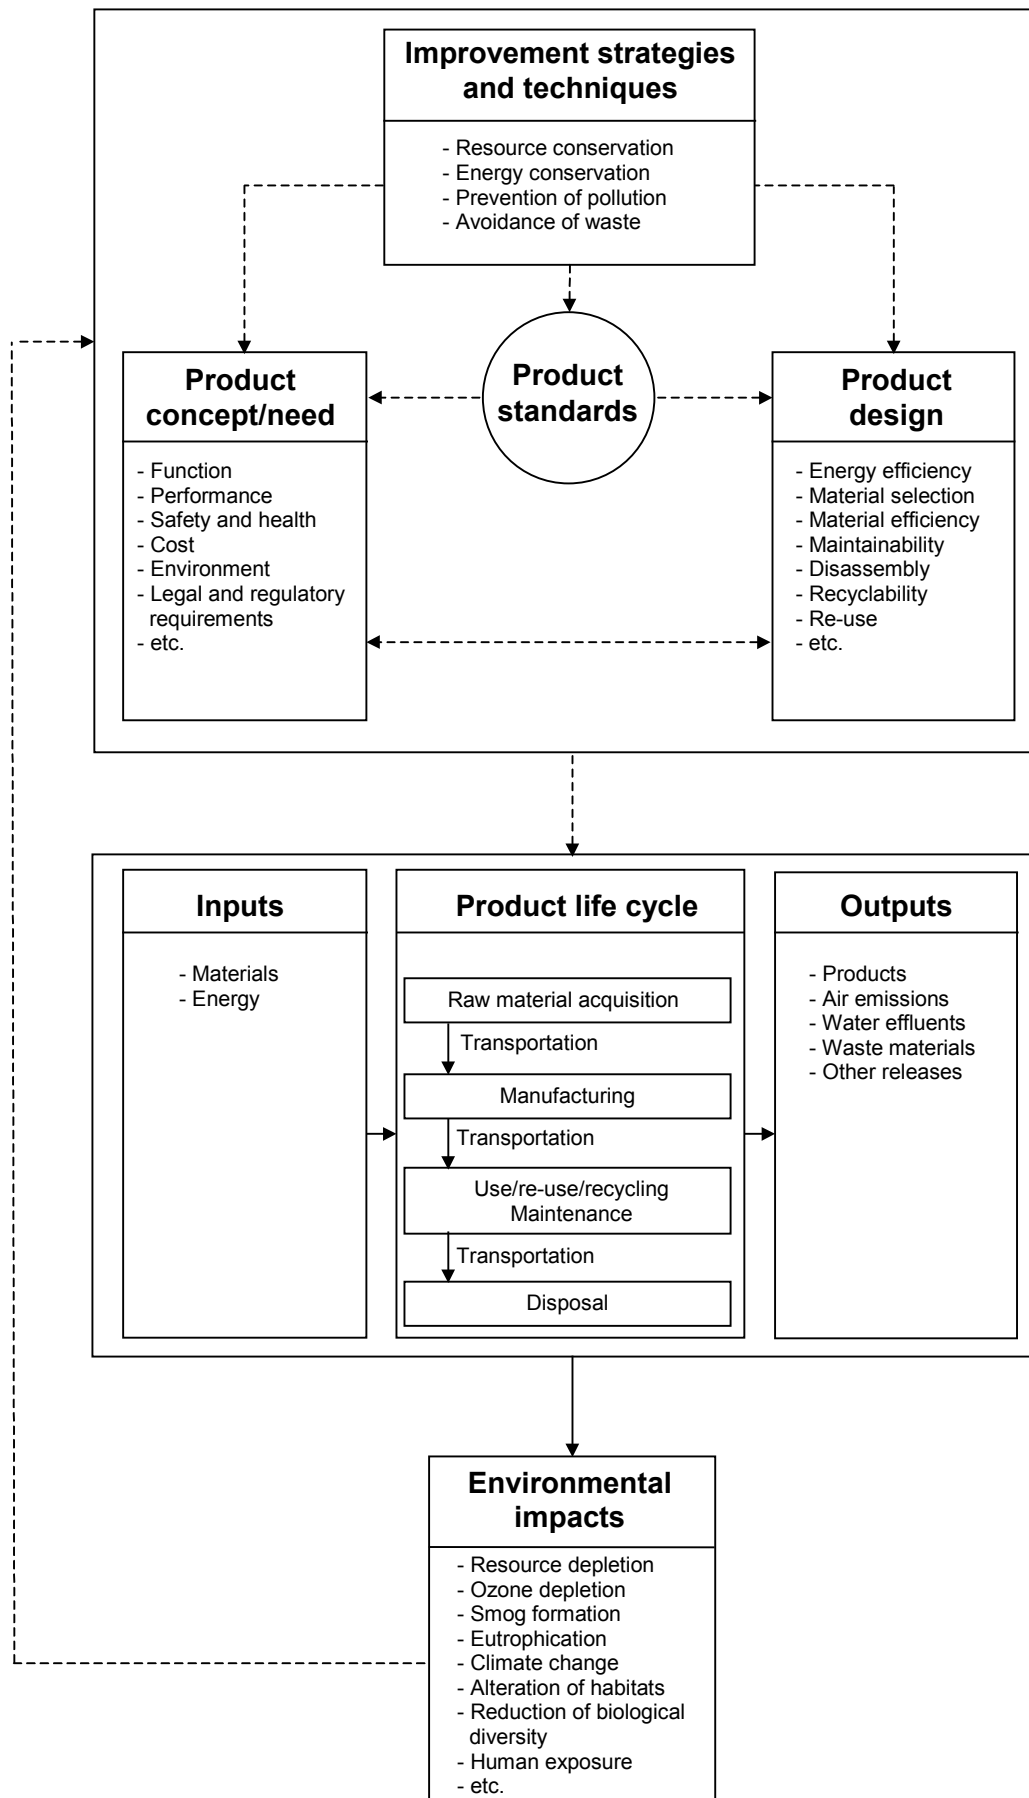 Improvement strategies
and techniques
- Resource conservation
- Energy conservation
- Prevention of pollution
- Avoidance of waste
Product
concept/need
- Function
- Performance
- Safety and health
- Cost
- Environment
- Legal and regulatory
requirements
- etc.
Product
standards
Product
design
- Energy efficiency
- Material selection
- Material efficiency
- Maintainability
- Disassembly
- Recyclability
- Re-use
- etc.
Inputs
- Materials
- Energy
Product life cycle
Raw material acquisition
Transportation
Manufacturing
Transportation
Use/re-use/recycling
Maintenance
Transportation
Disposal
Outputs
- Products
- Air emissions
- Water effluents
- Waste materials
- Other releases
Environmental
impacts
- Resource depletion
- Ozone depletion
- Smog formation
- Eutrophication
- Climate change
- Alteration of habitats
- Reduction of biological
diversity
- Human exposure
- etc.